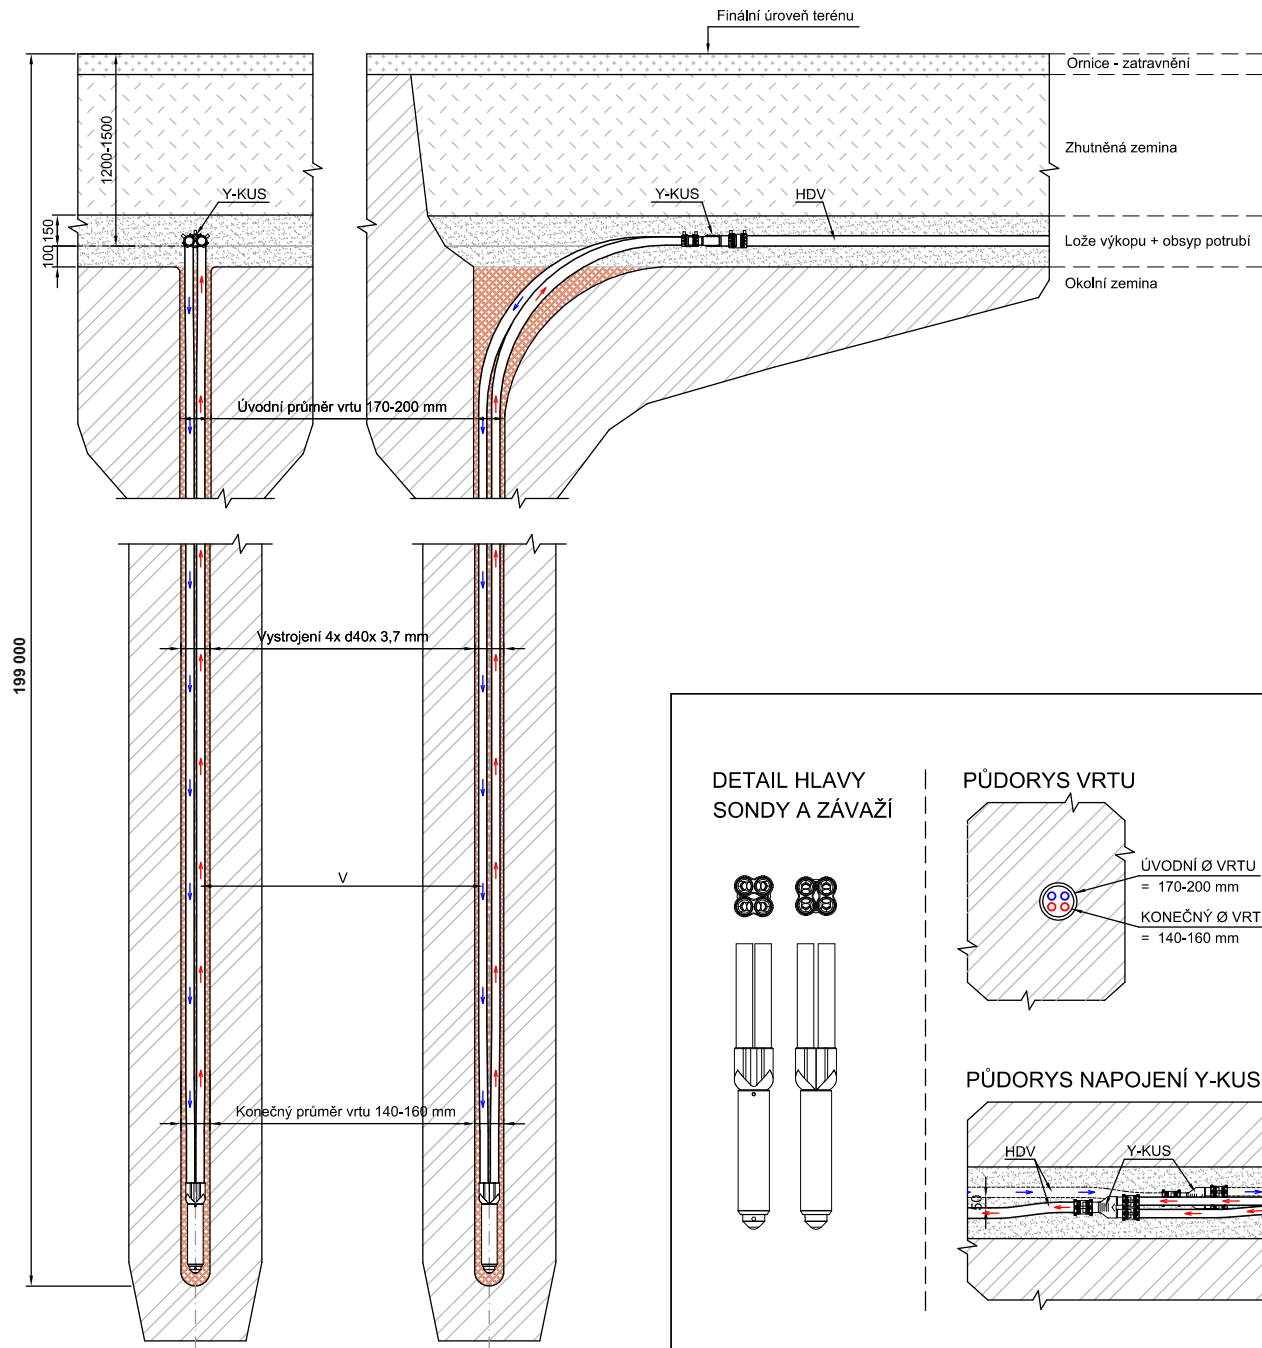 Finální úroveň terénu
Ornice - zatravnění
1200-1500
Zhutněná zemina
Y-KUS
Y-KUS
HDV
150
100
Lože výkopu + obsyp potrubí
Okolní zemina
Úvodní průměr vrtu 170-200 mm
Vystrojení 4x d40x 3,7 mm
199 000
V
Konečný průměr vrtu 140-160 mm
DETAIL HLAVY
SONDY A ZÁVAŽÍ
PŮDORYS VRTU
ÚVODNÍ Ø VRTU
= 170-200 mm
KONEČNÝ Ø VRT
= 140-160 mm
PŮDORYS NAPOJENÍ Y-KUS
HDV
Y-KUS
50